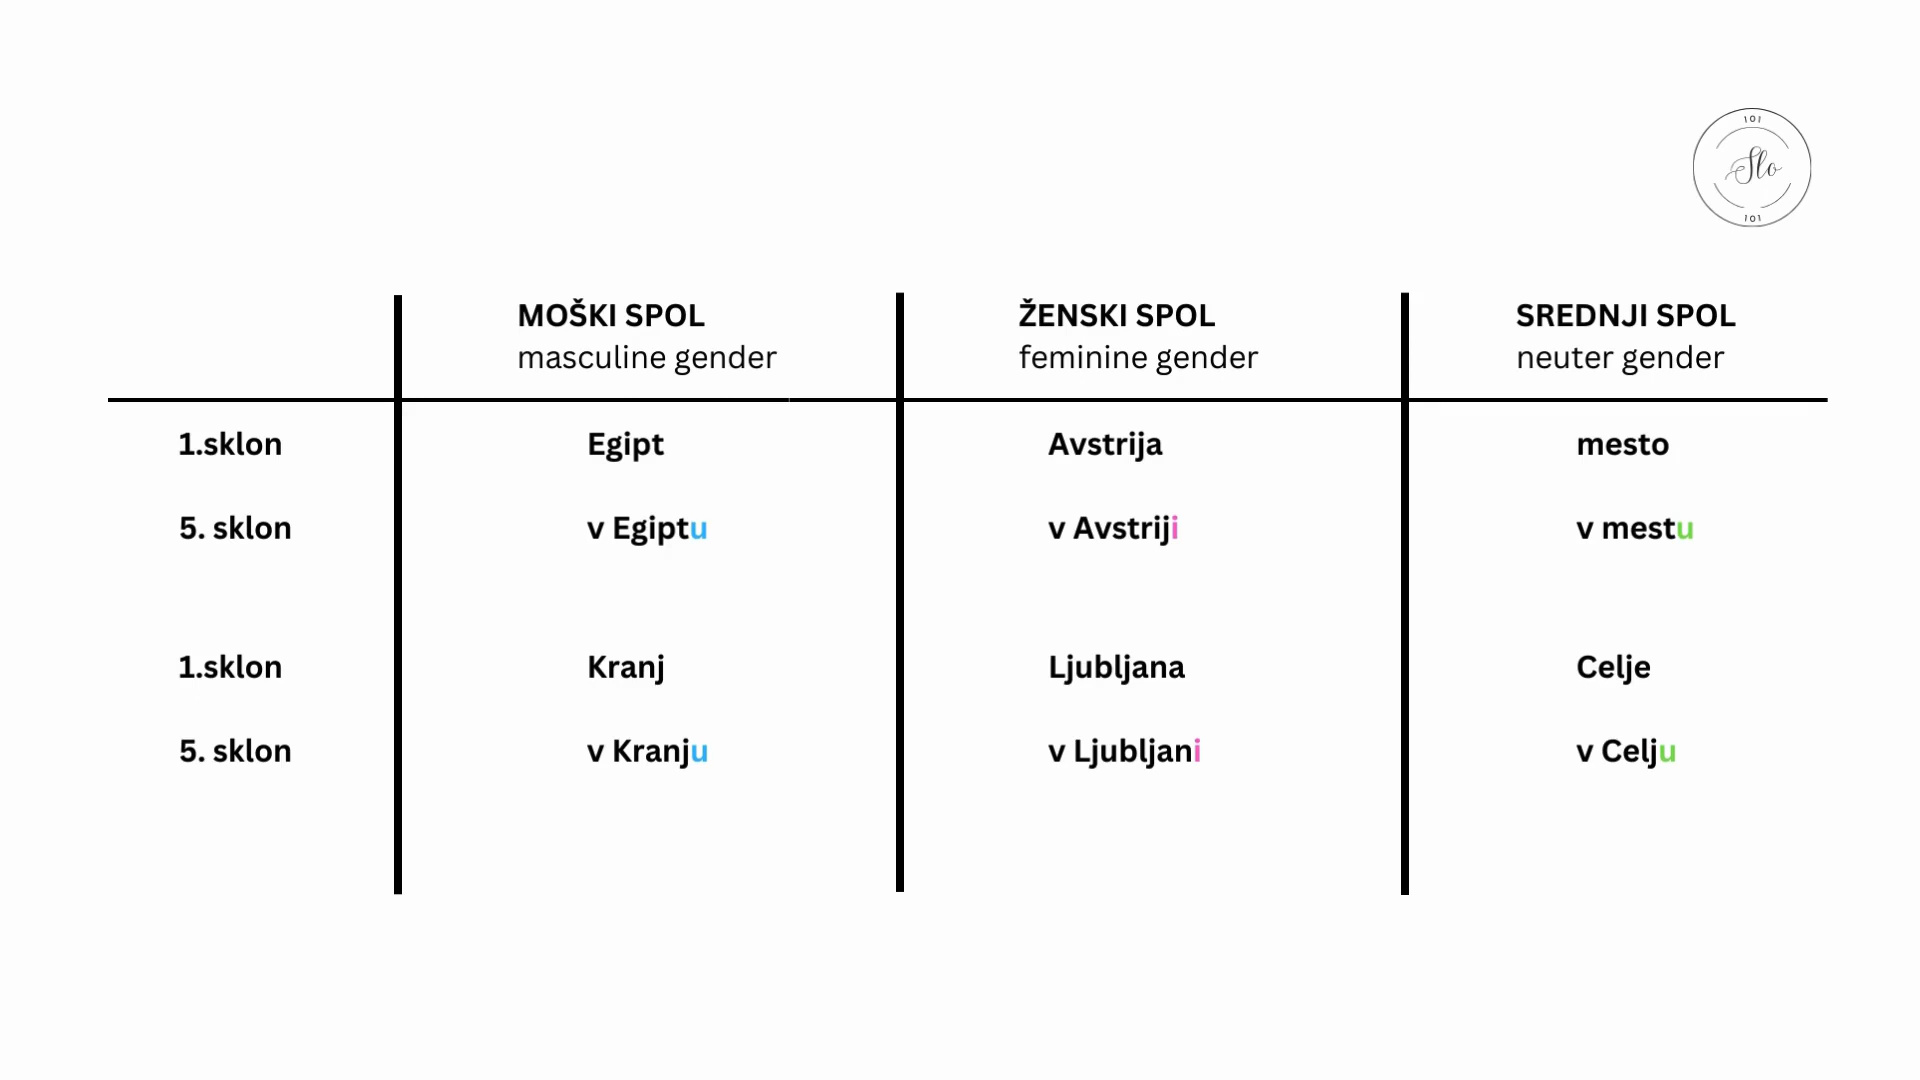 101
Slo
101
MOŠKI SPOL
masculine gender
ŽENSKI SPOL
feminine gender
SREDNJI SPOL
neuter gender
1.sklon
Egipt
Avstrija
mesto
5. sklon
v Egiptu
v Avstriji
v mestu
1.sklon
Kranj
Ljubljana
Celje
5. sklon
v Kranju
v Ljubljani
v Celju